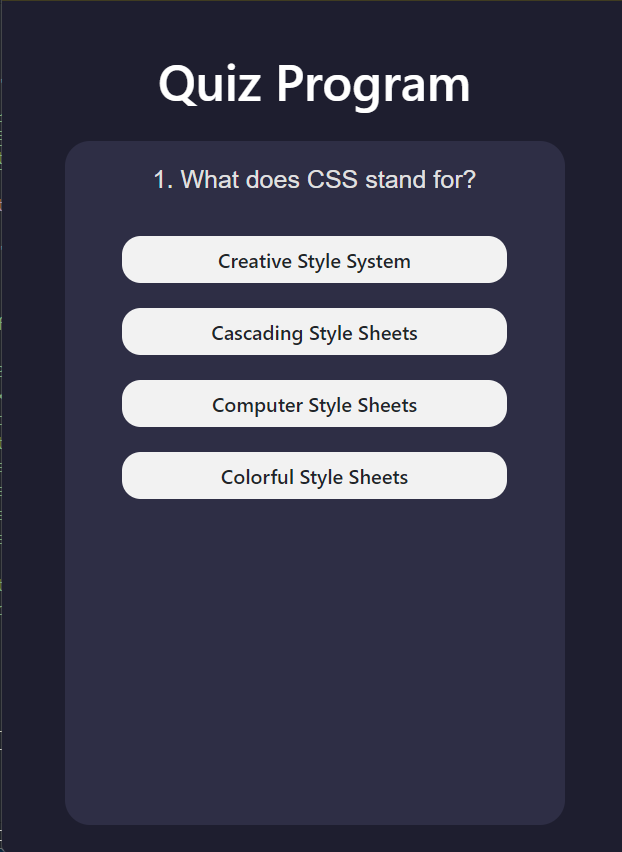 Quiz Program
1. What does CSS stand for?
Creative Style System
Cascading Style Sheets
Computer Style Sheets
Colorful Style Sheets